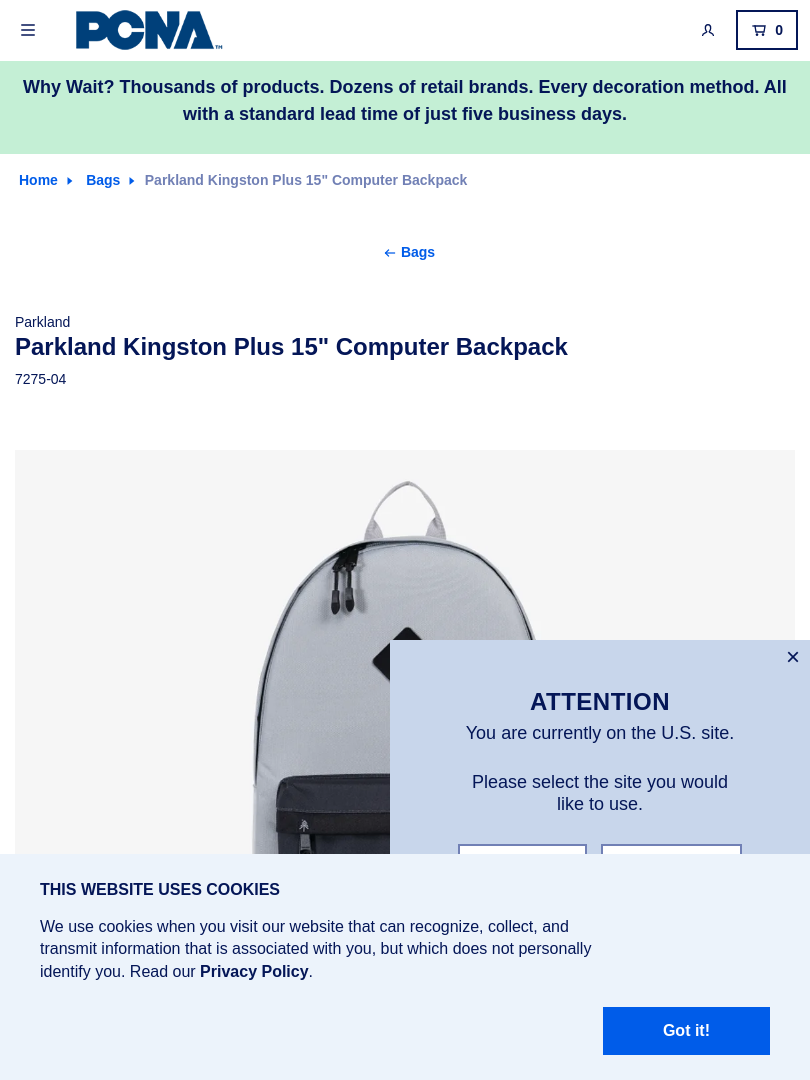 PCNA™
0
Why Wait? Thousands of products. Dozens of retail brands. Every decoration method. All
with a standard lead time of just five business days.
Home Bags Parkland Kingston Plus 15" Computer Backpack
Bags
Parkland
Parkland Kingston Plus 15" Computer Backpack
7275-04
ATTENTION
You are currently on the U.S. site.
Please select the site you would
like to use.
THIS WEBSITE USES COOKIES
We use cookies when you visit our website that can recognize, collect, and
transmit information that is associated with you, but which does not personally
identify you. Read our Privacy Policy.
Got it!